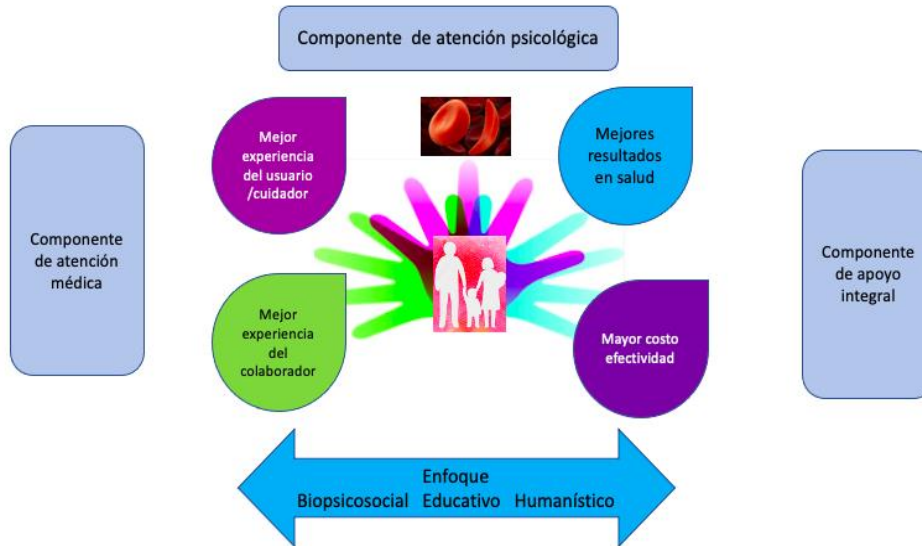 Componente de atención psicológica
Mejor
experiencia
del usuario
/cuidador
Mejores
resultados
en salud
Componente
de atención
médica
Componente
de apoyo
integral
Mejor
experiencia
del
colaborador
Mayor costo
efectividad
Enfoque
Biopsicosocial Educativo Humanístico